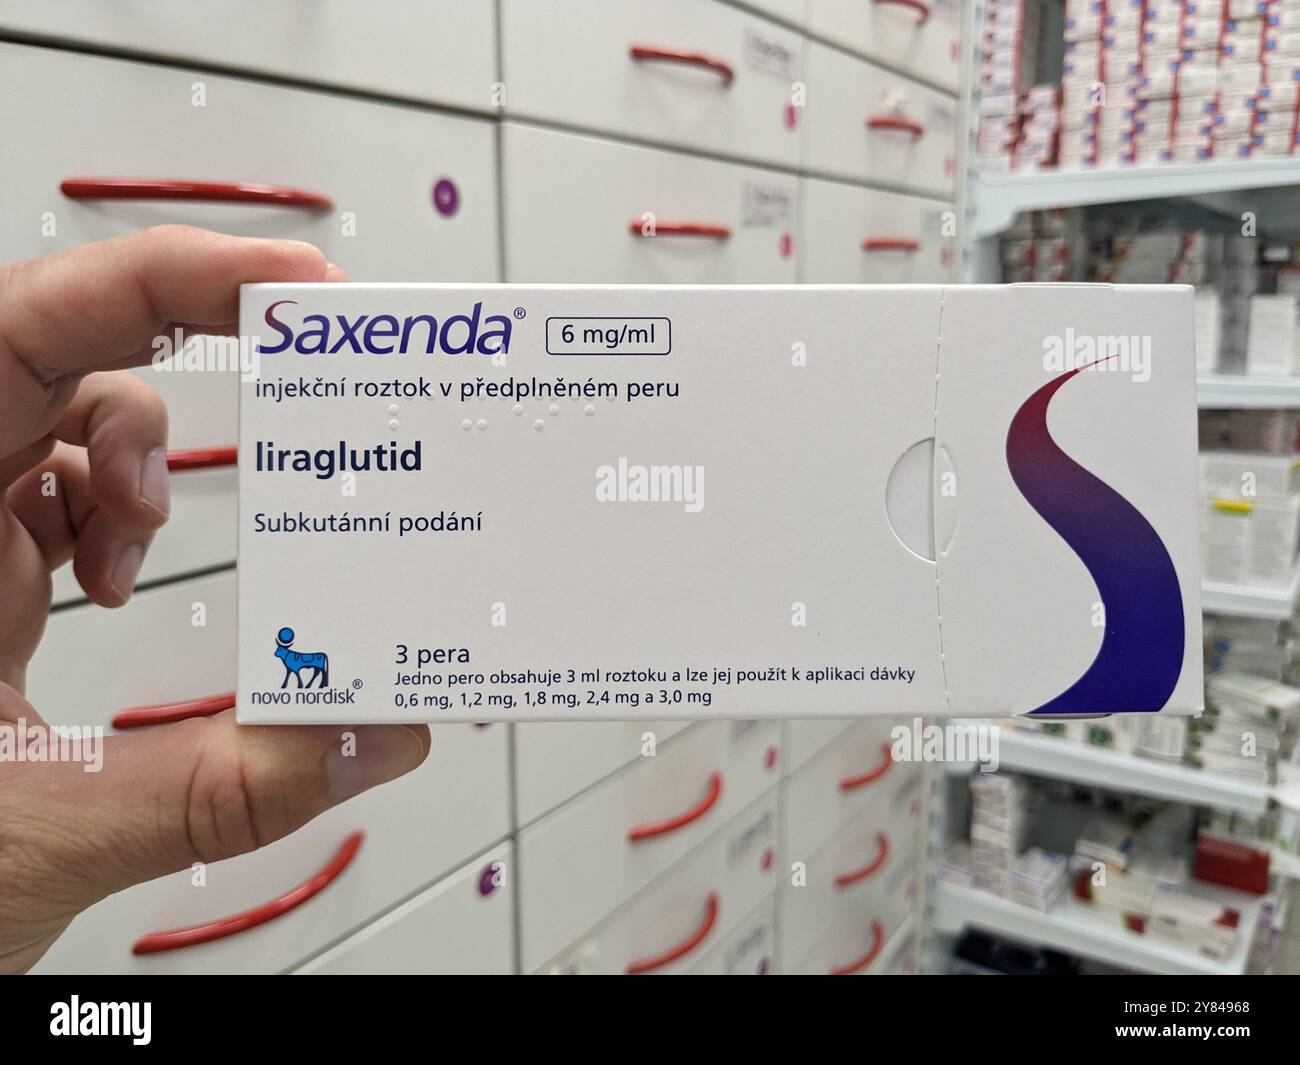 Saxenda® 6 mg/ml
injekční roztok v předplněném peru
liraglutid
Subkutánní podání
novo nordisk®
3 pera
Jedno pero obsahuje 3 ml roztoku a lze jej použít k aplikaci dávky
0,6 mg, 1,2 mg, 1,8 mg, 2,4 mg a 3,0 mg
alamy
alamy
alamy
alamy
alamy
alamy
Image ID: 2Y84968
www.alamy.com